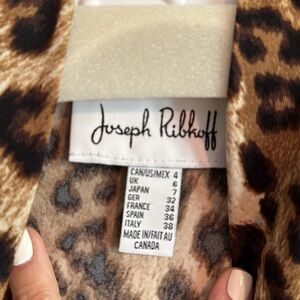 Joseph Ribkoff
CAN/US/MEX 4
UK 6
JAPAN 7
GER 32
FRANCE 34
SPAIN 36
ITALY 38
MADE IN/FAIT AU
CANADA